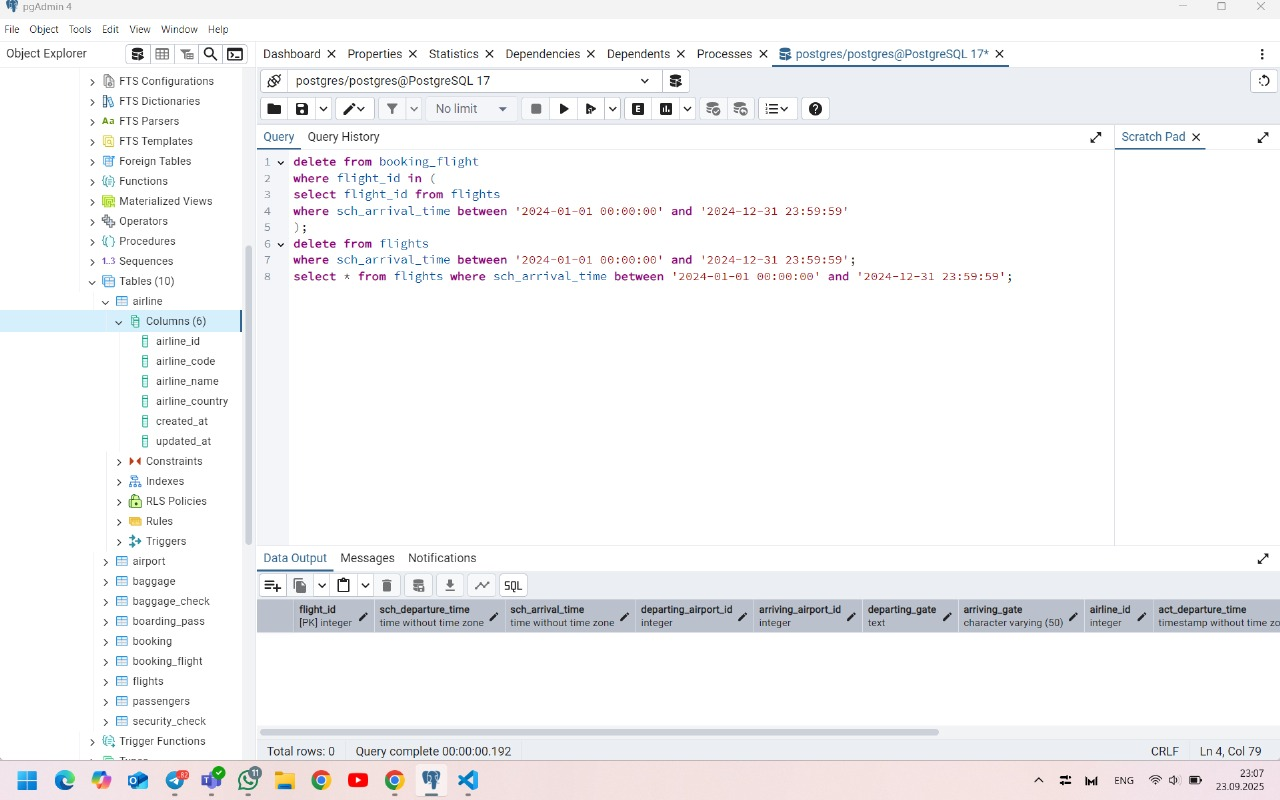 pgAdmin 4
File Object Tools Edit View Window Help
Object Explorer
Dashboard Properties Statistics Dependencies Dependents Processes postgres/postgres@PostgreSQL 17*
postgres/postgres@PostgreSQL 17
No limit
E
Query Query History
Scratch Pad
1 delete from booking_flight
2 where flight_id in (
3 select flight_id from flights
4 where sch_arrival_time between '2024-01-01 00:00:00' and '2024-12-31 23:59:59'
5 );
6 delete from flights
7 where sch_arrival_time between '2024-01-01 00:00:00' and '2024-12-31 23:59:59';
8 select * from flights where sch_arrival_time between '2024-01-01 00:00:00' and '2024-12-31 23:59:59';
FTS Configurations
FTS Dictionaries
Aa FTS Parsers
FTS Templates
Foreign Tables
Functions
Materialized Views
Operators
Procedures
1..3 Sequences
Tables (10)
airline
Columns (6)
airline_id
airline_code
airline_name
airline_country
created_at
updated_at
Constraints
Indexes
RLS Policies
Rules
Triggers
airport
baggage
baggage_check
boarding_pass
booking
booking_flight
flights
passengers
security_check
Trigger Functions
Data Output Messages Notifications
SQL
flight_id sch_departure_time sch_arrival_time departing_airport_id arriving_airport_id departing_gate arriving_gate airline_id act_departure_time
[PK] integer time without time zone time without time zone integer integer text character varying (50) integer timestamp without time zo
Total rows: 0 Query complete 00:00:00.192
CRLF Ln 4, Col 79
82 11
ENG
23:07
23.09.2025